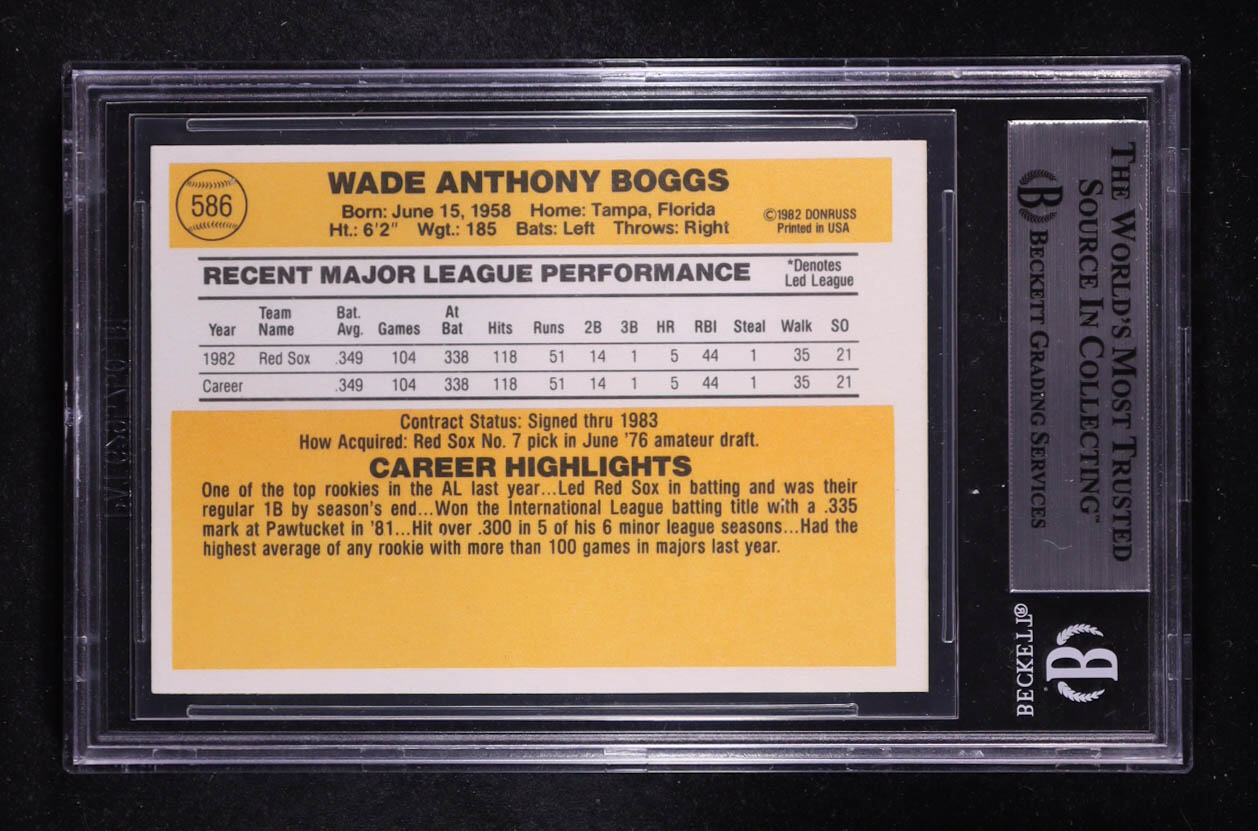 586
WADE ANTHONY BOGGS
Born: June 15, 1958 Home: Tampa, Florida
Ht.: 6'2" Wgt.: 185 Bats: Left Throws: Right
©1982 DONRUSS
Printed in USA
RECENT MAJOR LEAGUE PERFORMANCE
*Denotes
Led League
Year Team Name Bat. Avg. Games At Bat Hits Runs 2B 3B HR RBI Steal Walk SO
1982 Red Sox .349 104 338 118 51 14 1 5 44 1 35 21
Career .349 104 338 118 51 14 1 5 44 1 35 21
Contract Status: Signed thru 1983
How Acquired: Red Sox No. 7 pick in June '76 amateur draft.
CAREER HIGHLIGHTS
One of the top rookies in the AL last year...Led Red Sox in batting and was their
regular 1B by season's end...Won the International League batting title with a .335
mark at Pawtucket in '81...Hit over .300 in 5 of his 6 minor league seasons...Had the
highest average of any rookie with more than 100 games in majors last year.
THE WORLD'S MOST TRUSTED
SOURCE IN COLLECTING™
B BECKETT GRADING SERVICES
BECKETT®
B